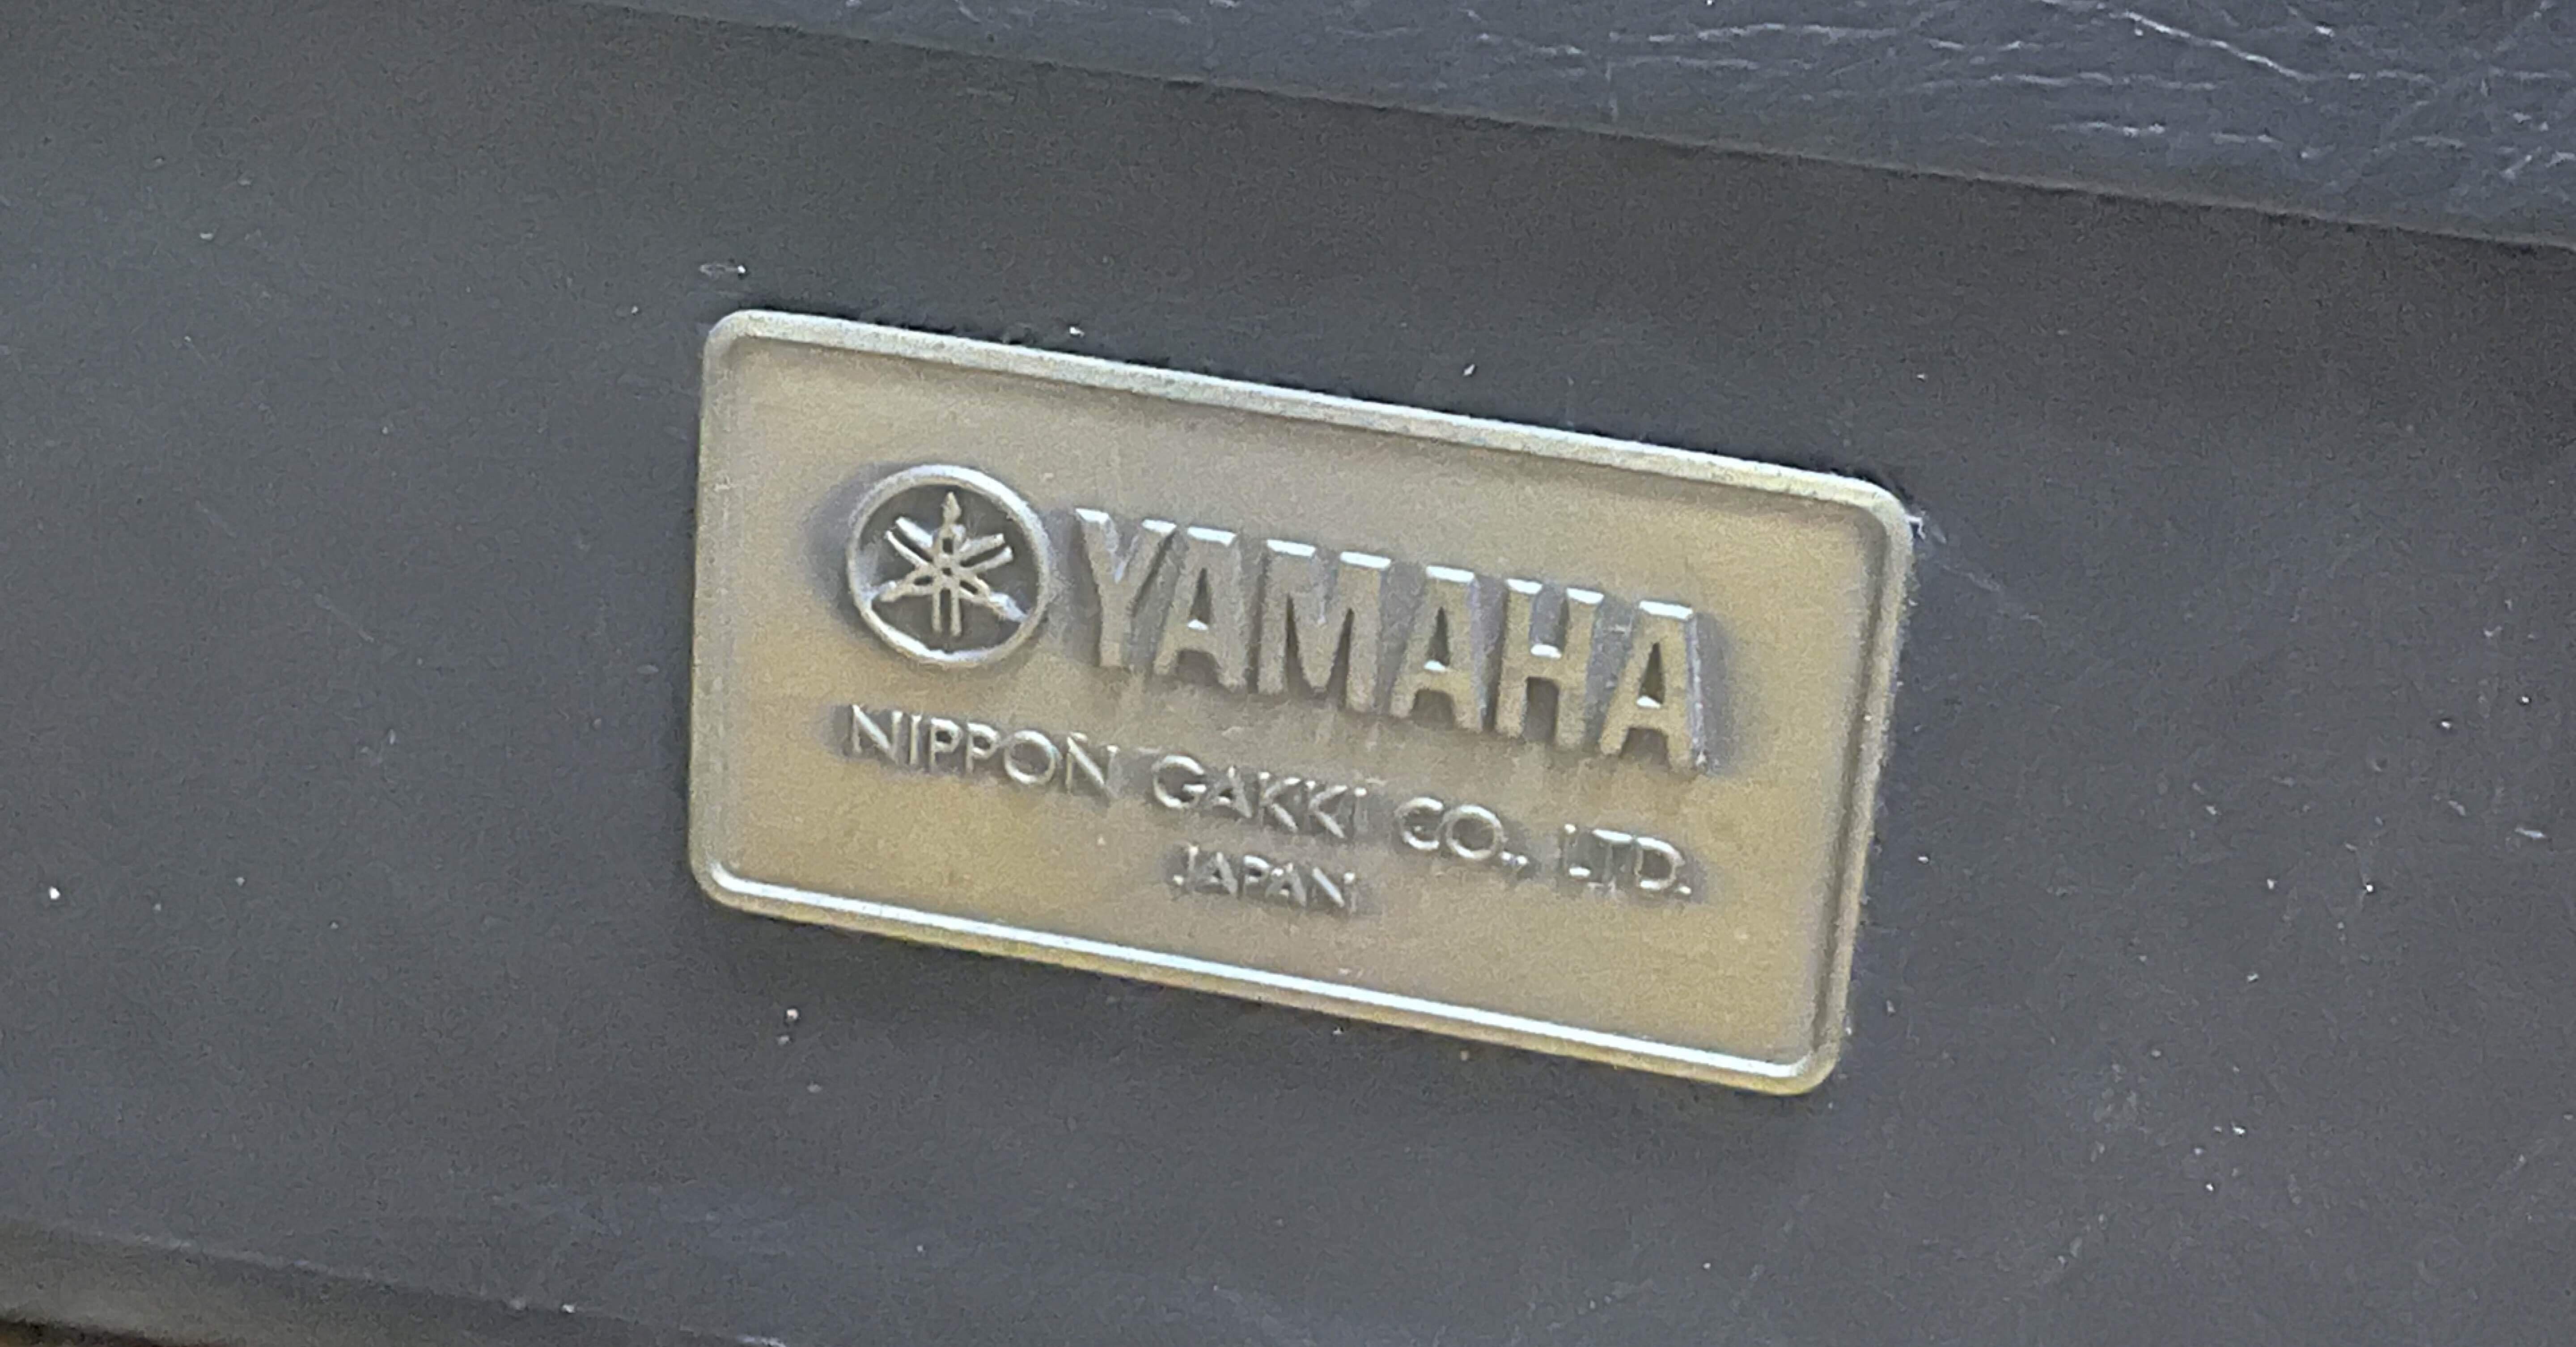 YAMAHA
NIPPON GAKKI CO., LTD.
JAPAN